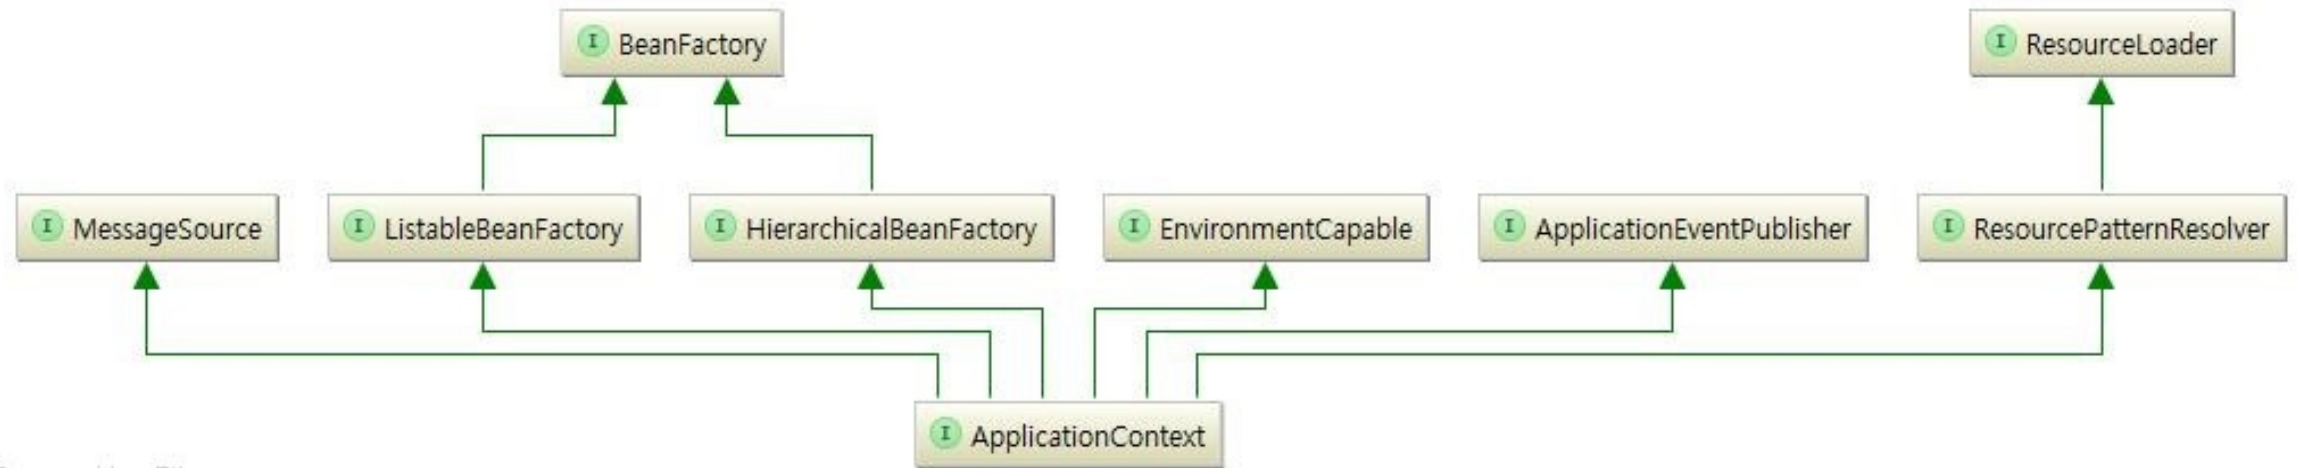 I BeanFactory
I ResourceLoader
I MessageSource
I ListableBeanFactory
I HierarchicalBeanFactory
I EnvironmentCapable
I ApplicationEventPublisher
I ResourcePatternResolver
I ApplicationContext